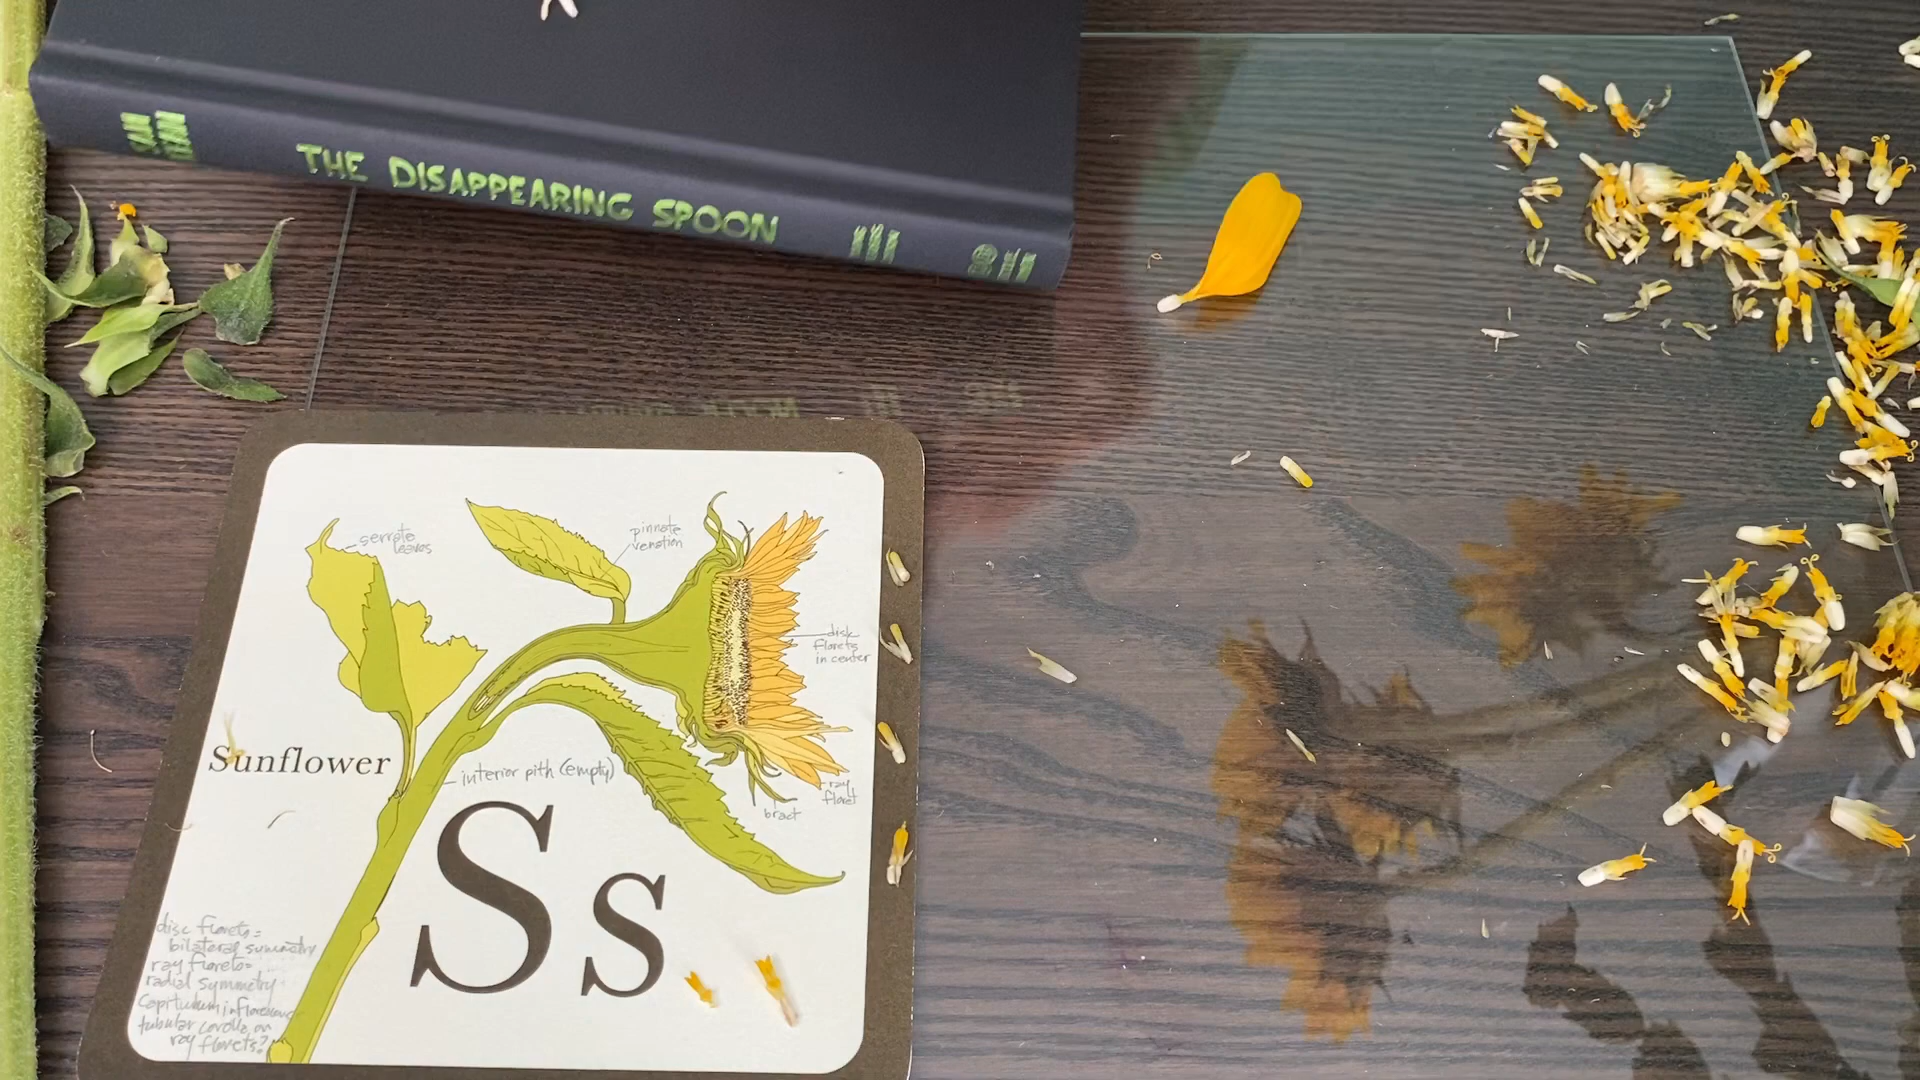 THE DISAPPEARING SPOON
serrate
leaves
pinnate
venation
disk
florets
in center
Sunflower
interior pith (empty)
ray
floret
bract
Ss
disc florets=
bilateral symmetry
ray florets=
radial symmetry
Capitulum inflorescence
tubular corolla on
ray florets?